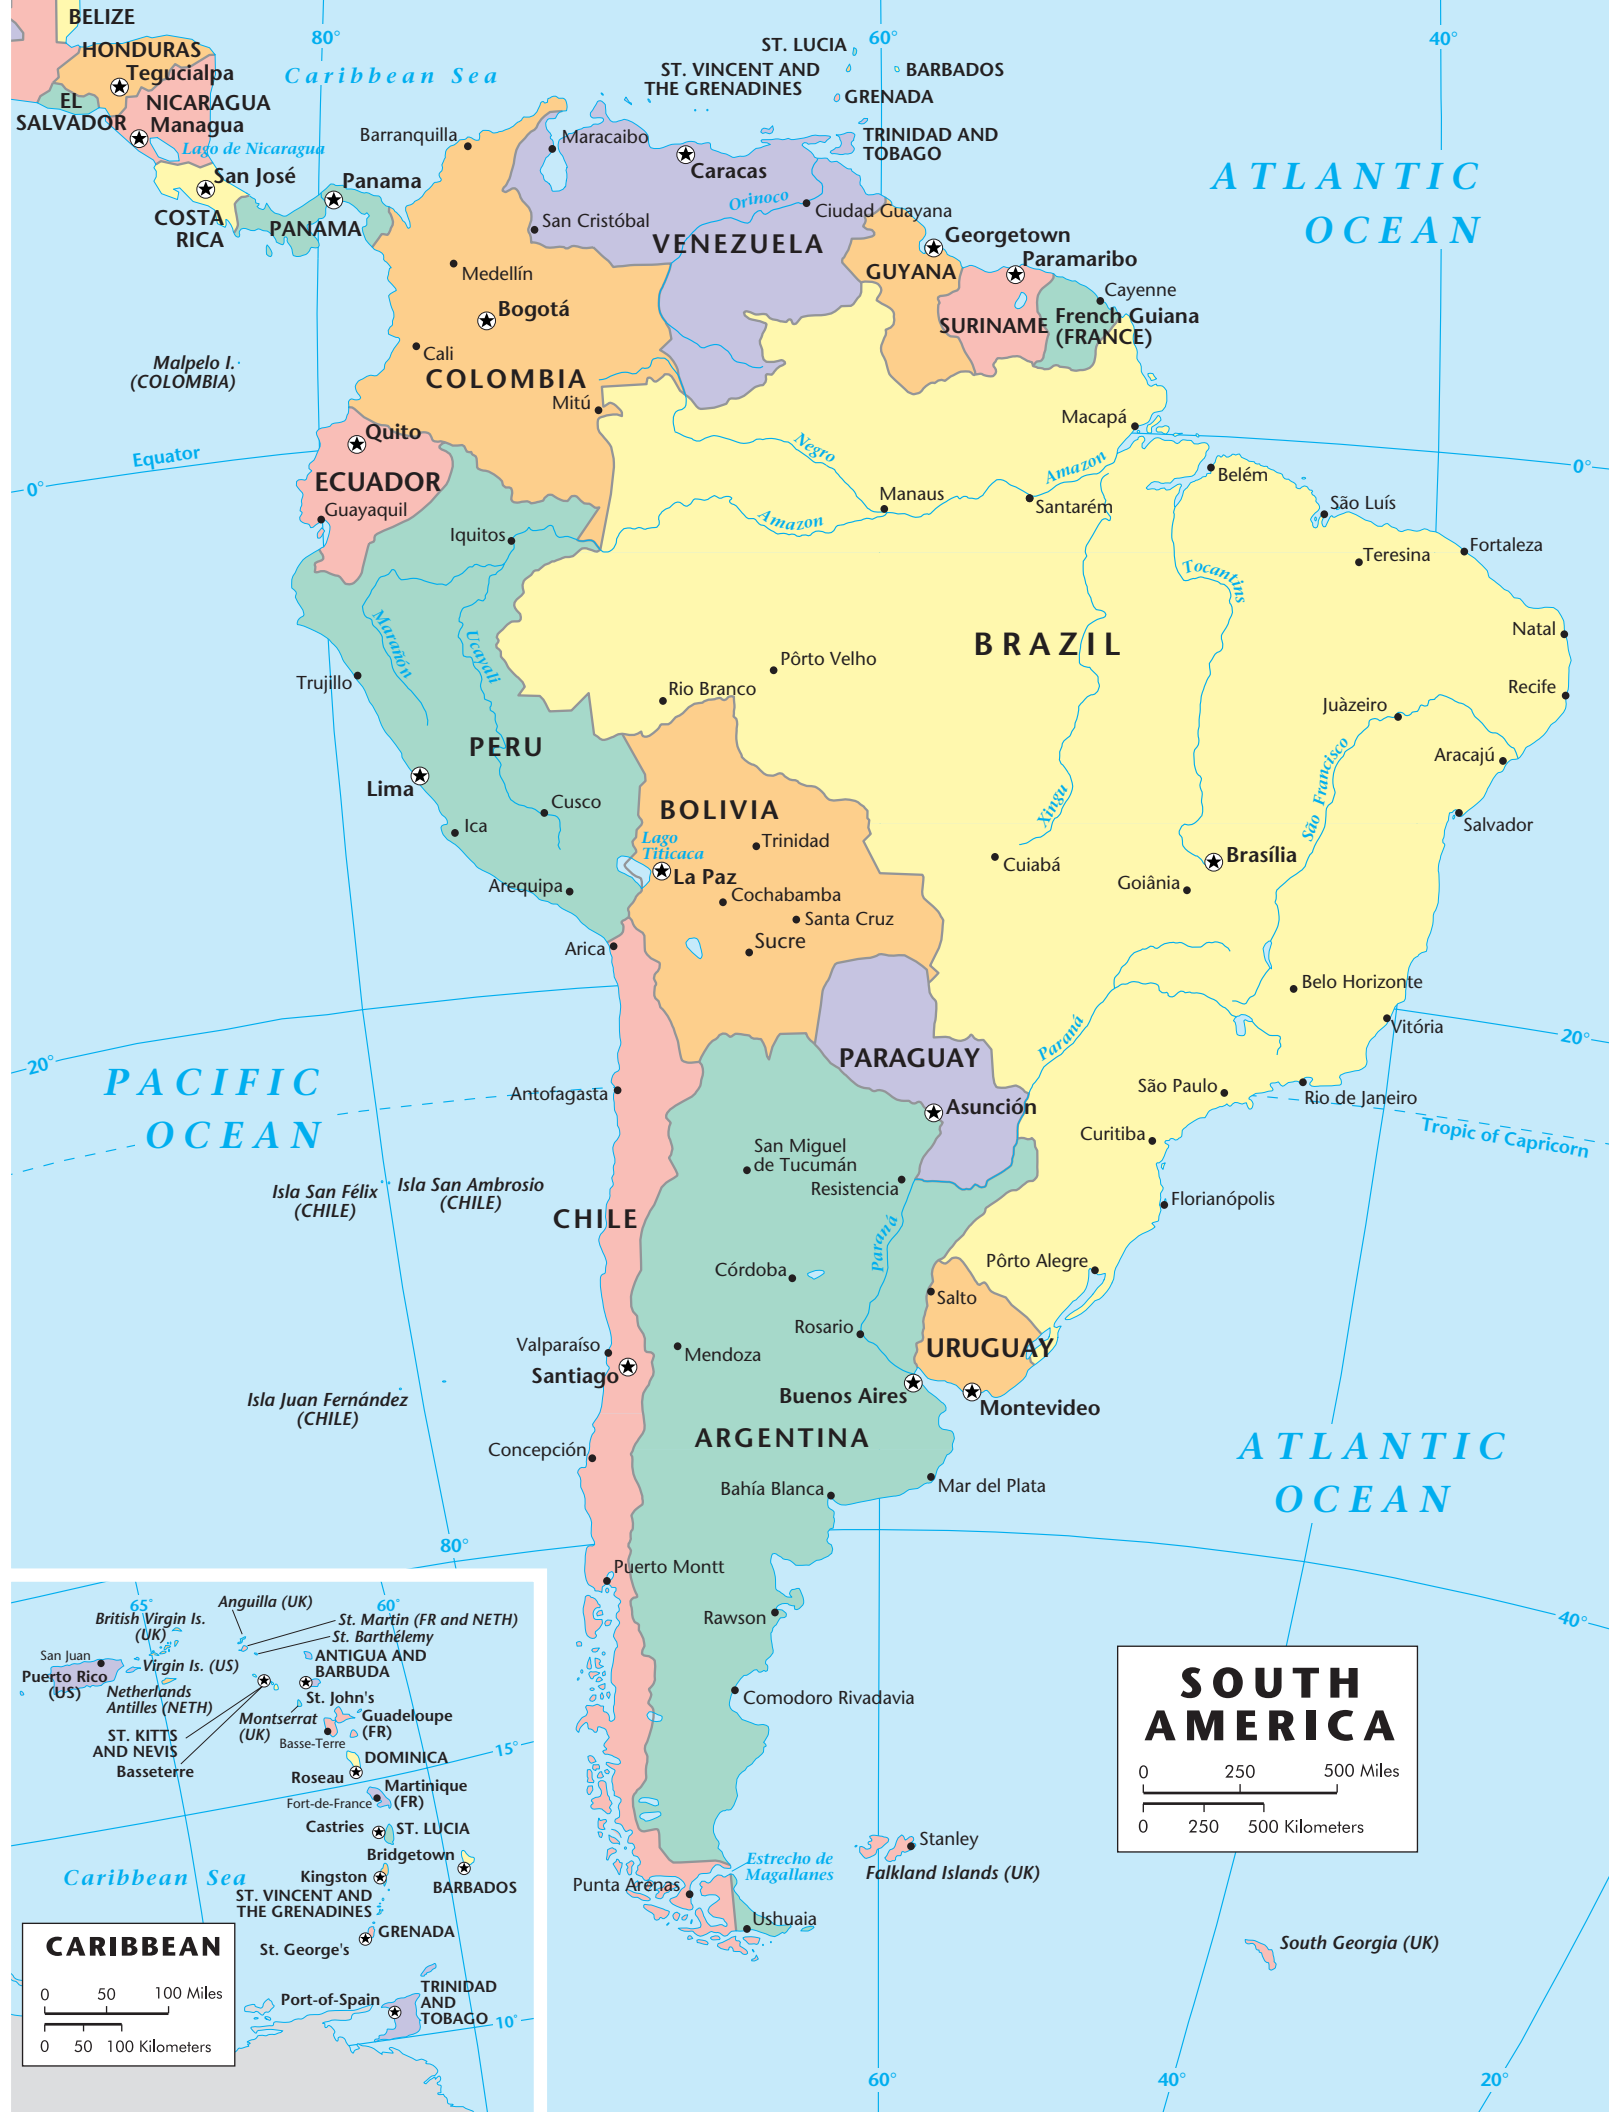 BELIZE
HONDURAS
Tegucialpa
EL
SALVADOR
NICARAGUA
Managua
Lago de Nicaragua
San José
COSTA
RICA
Panama
PANAMA
80°
Caribbean Sea
60°
40°
ST. LUCIA
ST. VINCENT AND
THE GRENADINES
BARBADOS
GRENADA
TRINIDAD AND
TOBAGO
ATLANTIC
OCEAN
Barranquilla
Maracaibo
Caracas
Orinoco
Ciudad Guayana
San Cristóbal
VENEZUELA
Georgetown
GUYANA
Paramaribo
SURINAME
Cayenne
French Guiana
(FRANCE)
Medellín
Bogotá
Cali
COLOMBIA
Mitú
Malpelo I.
(COLOMBIA)
Equator
0°
0°
Quito
ECUADOR
Guayaquil
Iquitos
Negro
Amazon
Manaus
Amazon
Santarém
Macapá
Belém
São Luís
Teresina
Fortaleza
Tocantins
Natal
Recife
BRAZIL
Pôrto Velho
Rio Branco
Juàzeiro
Aracajú
São Francisco
Salvador
Xingu
Marañón
Ucayali
Trujillo
PERU
Lima
Ica
Cusco
Arequipa
BOLIVIA
Lago
Titicaca
Trinidad
La Paz
Cochabamba
Santa Cruz
Sucre
Cuiabá
Goiânia
Brasília
Arica
Belo Horizonte
Vitória
20°
20°
PACIFIC
OCEAN
Paraná
PARAGUAY
Asunción
São Paulo
Rio de Janeiro
Tropic of Capricorn
Antofagasta
Curitiba
San Miguel
de Tucumán
Resistencia
Florianópolis
Isla San Félix
(CHILE)
Isla San Ambrosio
(CHILE)
CHILE
Paraná
Pôrto Alegre
Córdoba
Salto
Rosario
URUGUAY
Valparaíso
Mendoza
Santiago
Buenos Aires
Montevideo
Isla Juan Fernández
(CHILE)
ARGENTINA
Concepción
Bahía Blanca
Mar del Plata
ATLANTIC
OCEAN
80°
Puerto Montt
Rawson
40°
Comodoro Rivadavia
SOUTH
AMERICA
0 250 500 Miles
0 250 500 Kilometers
Stanley
Falkland Islands (UK)
Estrecho de
Magallanes
Punta Arenas
Ushuaia
South Georgia (UK)
60°
40°
20°
65°
60°
Anguilla (UK)
British Virgin Is.
(UK)
St. Martin (FR and NETH)
St. Barthélemy
San Juan
Puerto Rico
(US)
Virgin Is. (US)
ANTIGUA AND
BARBUDA
St. John's
Netherlands
Antilles (NETH)
Montserrat
(UK)
Guadeloupe
(FR)
Basse-Terre
ST. KITTS
AND NEVIS
Basseterre
DOMINICA
Roseau
15°
Martinique
(FR)
Fort-de-France
Castries
ST. LUCIA
Bridgetown
BARBADOS
Caribbean Sea
Kingston
ST. VINCENT AND
THE GRENADINES
GRENADA
St. George's
CARIBBEAN
0 50 100 Miles
0 50 100 Kilometers
Port-of-Spain
TRINIDAD
AND
TOBAGO
10°